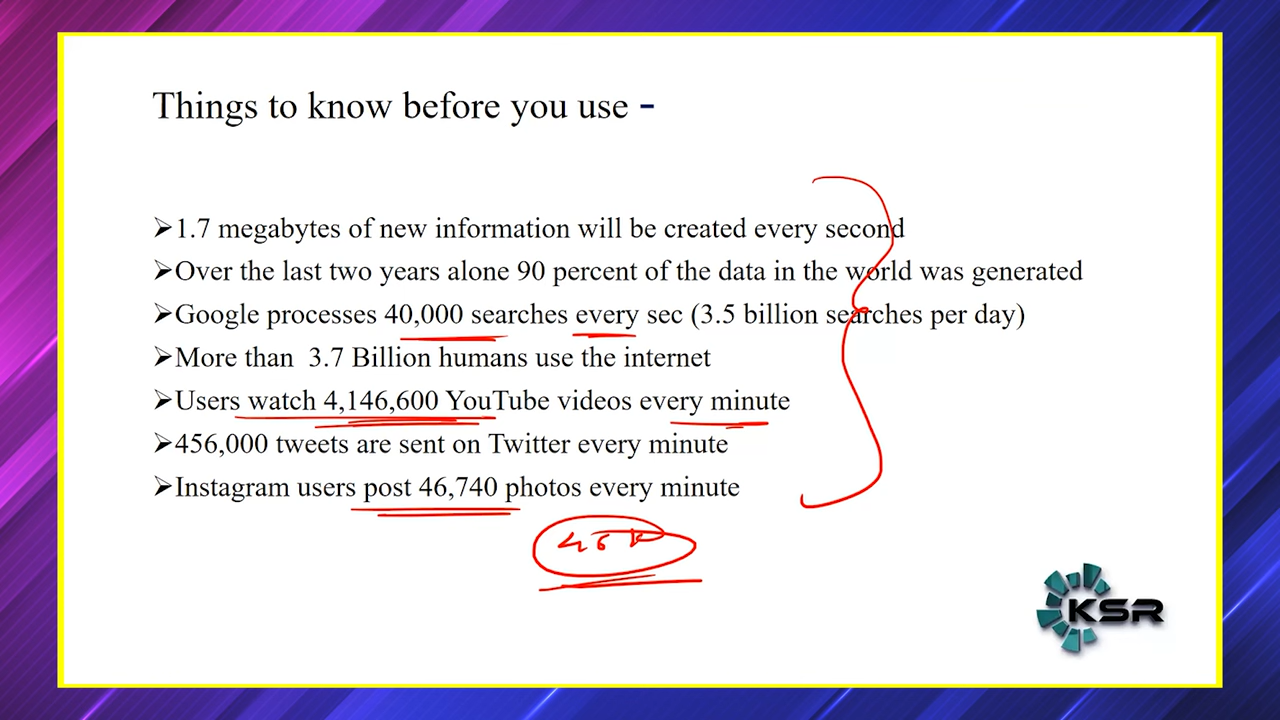 Things to know before you use -
➢1.7 megabytes of new information will be created every second
➢Over the last two years alone 90 percent of the data in the world was generated
➢Google processes 40,000 searches every sec (3.5 billion searches per day)
➢More than 3.7 Billion humans use the internet
➢Users watch 4,146,600 YouTube videos every minute
➢456,000 tweets are sent on Twitter every minute
➢Instagram users post 46,740 photos every minute
KSR